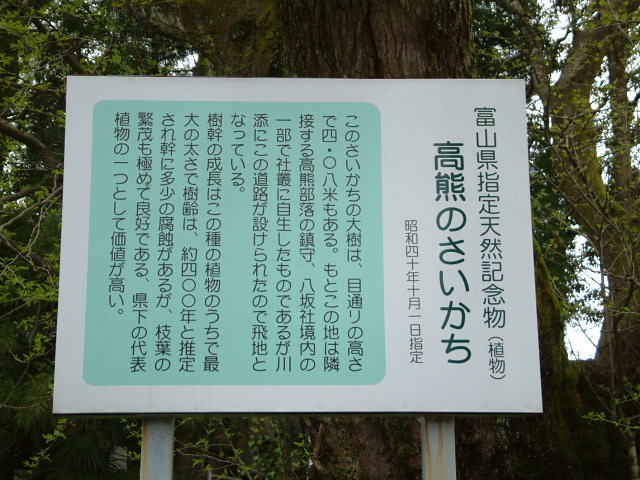 富山県指定天然記念物（植物）
高熊のさいかち
昭和四十年十月一日指定
このさいかちの大樹は、目通りの高さ
で四・〇八米もある。もとこの地は隣
接する高熊部落の鎮守、八坂社境内の
一部で社叢に自生したものであるが川
添にこの道路が設けられたので飛地と
なっている。
樹幹の成長はこの種の植物のうちで最
大の太さで樹齢は、約四〇〇年と推定
され幹に多少の腐蝕があるが、枝葉の
繁茂も極めて良好である、県下の代表
植物の一つとして価値が高い。